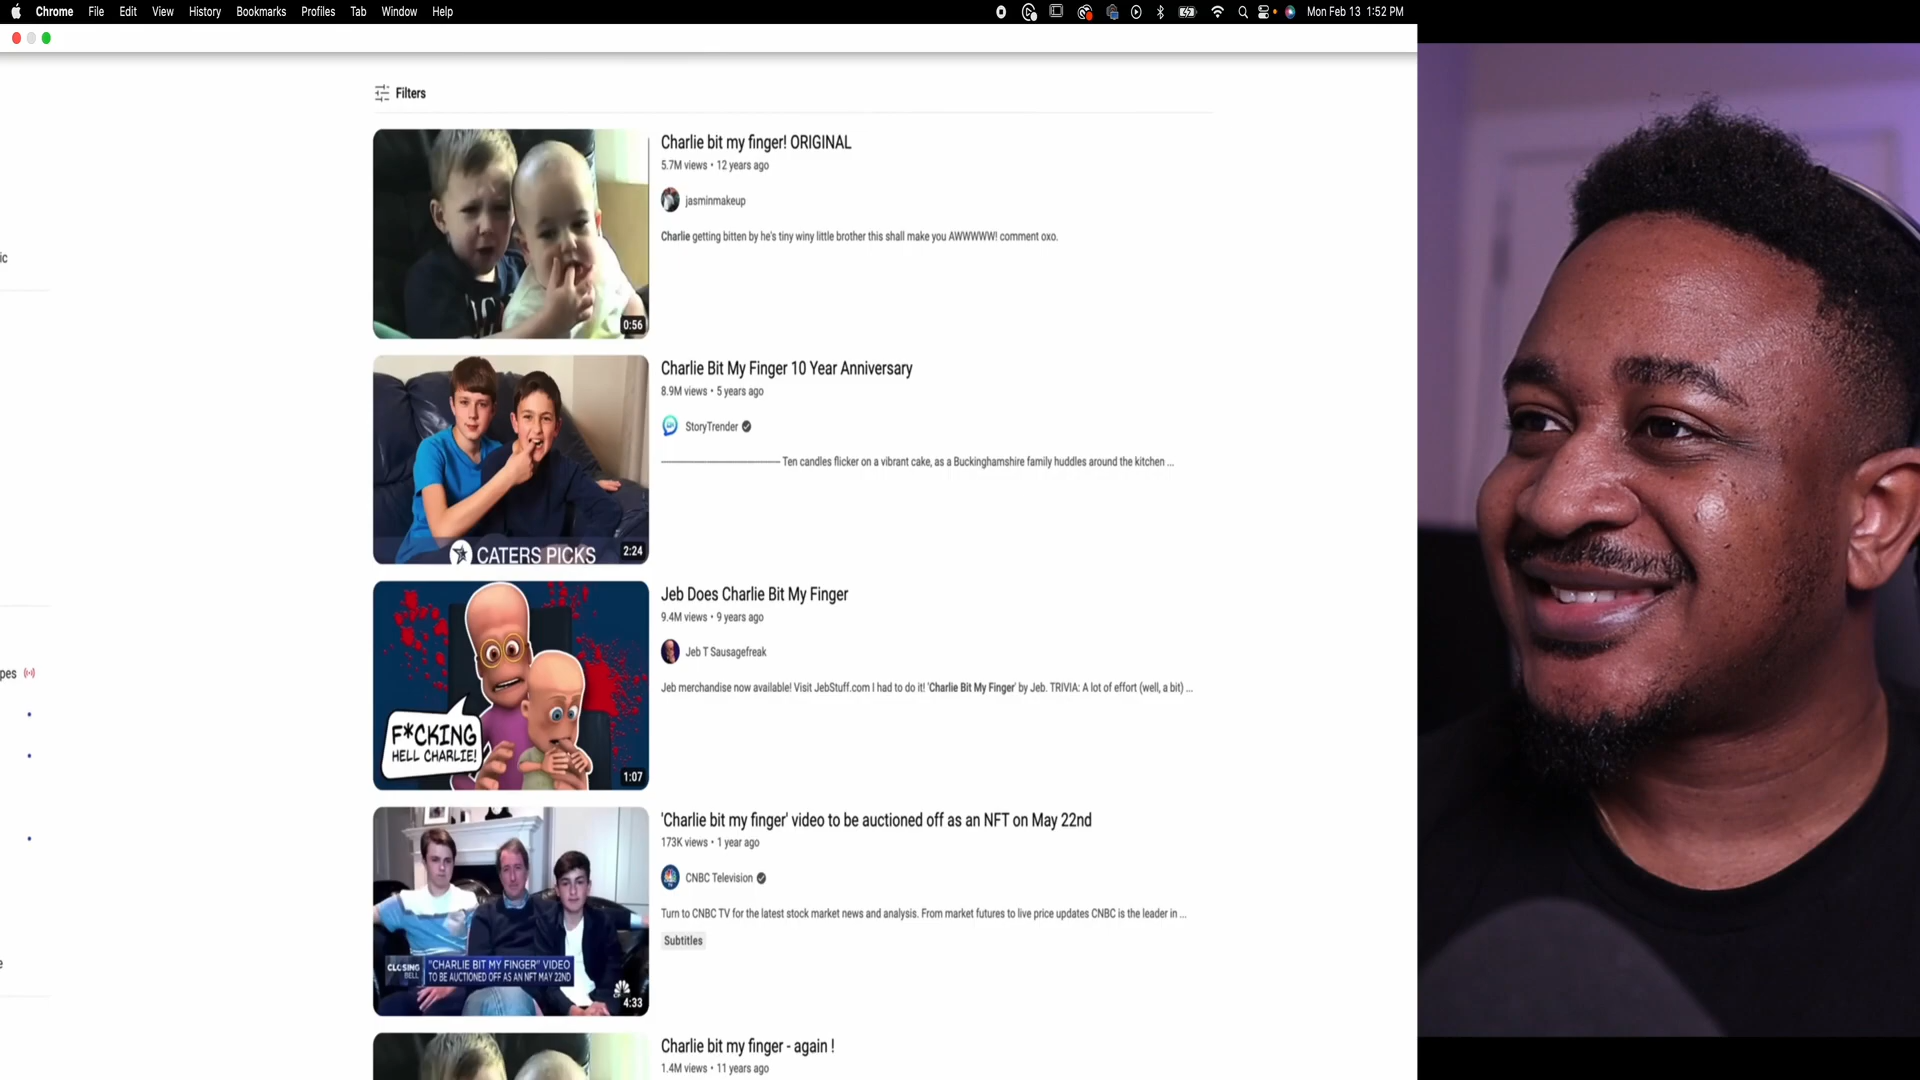 Chrome File Edit View History Bookmarks Profiles Tab Window Help Mon Feb 13 1:52 PM
Filters
Charlie bit my finger! ORIGINAL
5.7M views • 12 years ago
jasminmakeup
Charlie getting bitten by he's tiny winy little brother this shall make you AWWWWW! comment oxo.
0:56
Charlie Bit My Finger 10 Year Anniversary
8.9M views • 5 years ago
StoryTrender
---------------------------------------- Ten candles flicker on a vibrant cake, as a Buckinghamshire family huddles around the kitchen ...
CATERS PICKS
2:24
Jeb Does Charlie Bit My Finger
9.4M views • 9 years ago
Jeb T Sausagefreak
Jeb merchandise now available! Visit JebStuff.com I had to do it! 'Charlie Bit My Finger' by Jeb. TRIVIA: A lot of effort (well, a bit) ...
F*CKING
HELL CHARLIE!
1:07
'Charlie bit my finger' video to be auctioned off as an NFT on May 22nd
173K views • 1 year ago
CNBC Television
Turn to CNBC TV for the latest stock market news and analysis. From market futures to live price updates CNBC is the leader in ...
Subtitles
CLOSING
BELL
"CHARLIE BIT MY FINGER" VIDEO
TO BE AUCTIONED OFF AS AN NFT MAY 22ND
4:33
Charlie bit my finger - again !
1.4M views • 11 years ago
ic
pes
e